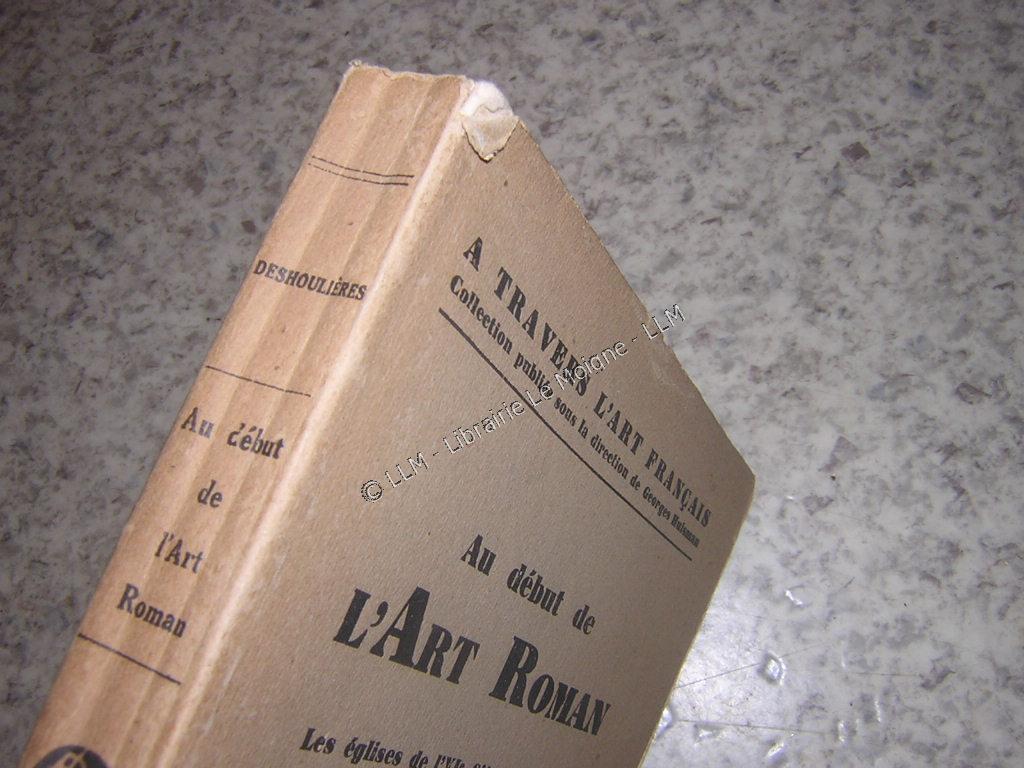 DESHOULIÈRES
Au début
de
l'Art
Roman
A TRAVERS L'ART FRANÇAIS
Collection publiée sous la direction de Georges Huisman
Au début de
L'ART ROMAN
Les églises de l'XIe
© LLM - Librairie Le Moigne - LLM